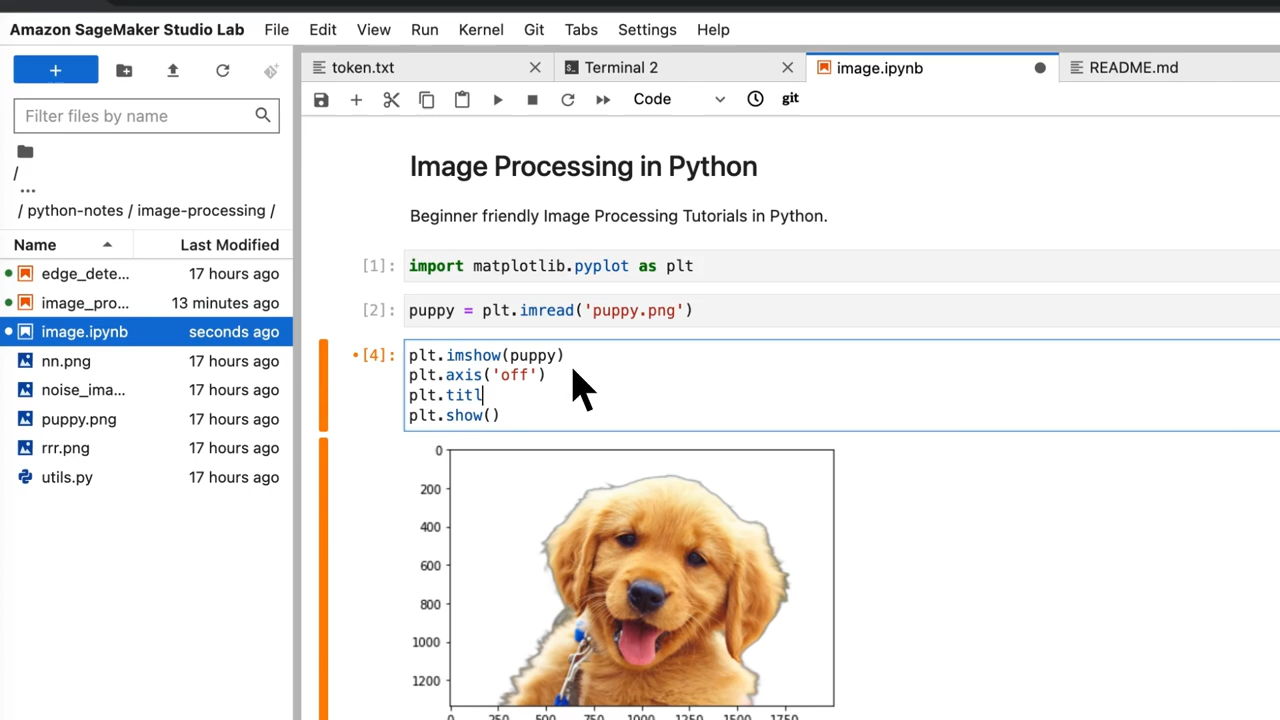 Amazon SageMaker Studio Lab File Edit View Run Kernel Git Tabs Settings Help
token.txt Terminal 2 image.ipynb README.md
Code git
Filter files by name
/
...
/ python-notes / image-processing /
Name Last Modified
edge_dete... 17 hours ago
image_pro... 13 minutes ago
image.ipynb seconds ago
nn.png 17 hours ago
noise_ima... 17 hours ago
puppy.png 17 hours ago
rrr.png 17 hours ago
utils.py 17 hours ago
Image Processing in Python
Beginner friendly Image Processing Tutorials in Python.
[1]: import matplotlib.pyplot as plt
[2]: puppy = plt.imread('puppy.png')
[4]: plt.imshow(puppy)
plt.axis('off')
plt.titl
plt.show()
0
200
400
600
800
1000
1200
0 250 500 750 1000 1250 1500 1750